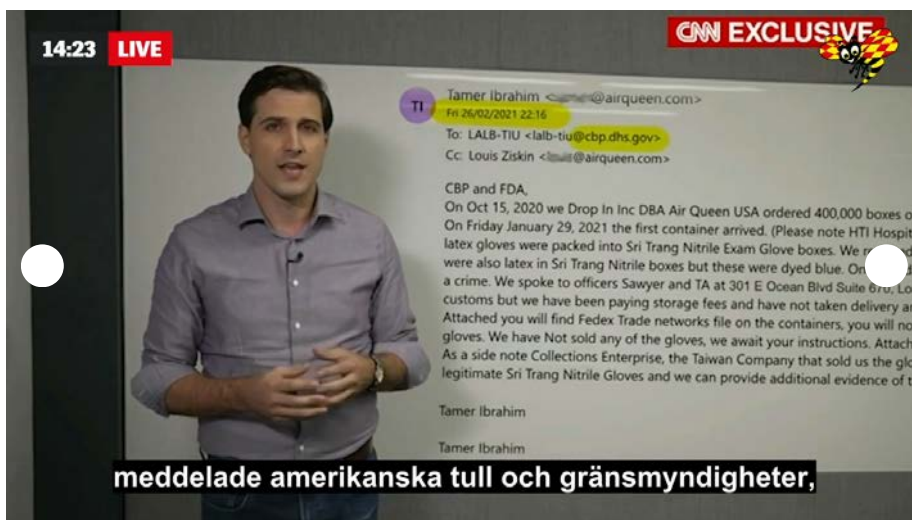 14:23 LIVE
CNN EXCLUSIVE
TI
Tamer Ibrahim < @airqueen.com>
Fri 26/02/2021 22:16
To: LALB-TIU <lalb-tiu@cbp.dhs.gov>
Cc: Louis Ziskin < @airqueen.com>
CBP and FDA,
On Oct 15, 2020 we Drop In Inc DBA Air Queen USA ordered 400,000 boxes
On Friday January 29, 2021 the first container arrived. (Please note HTI Hospit
latex gloves were packed into Sri Trang Nitrile Exam Glove boxes. We
were also latex in Sri Trang Nitrile boxes but these were dyed blue. On
a crime. We spoke to officers Sawyer and TA at 301 E Ocean Blvd Suite 670, Lo
customs but we have been paying storage fees and have not taken delivery
Attached you will find Fedex Trade networks file on the containers, you will no
gloves. We have Not sold any of the gloves, we await your instructions. Attach
As a side note Collections Enterprise, the Taiwan Company that sold us the glo
legitimate Sri Trang Nitrile Gloves and we can provide additional evidence of
Tamer Ibrahim
Tamer Ibrahim
meddelade amerikanska tull och gränsmyndigheter,